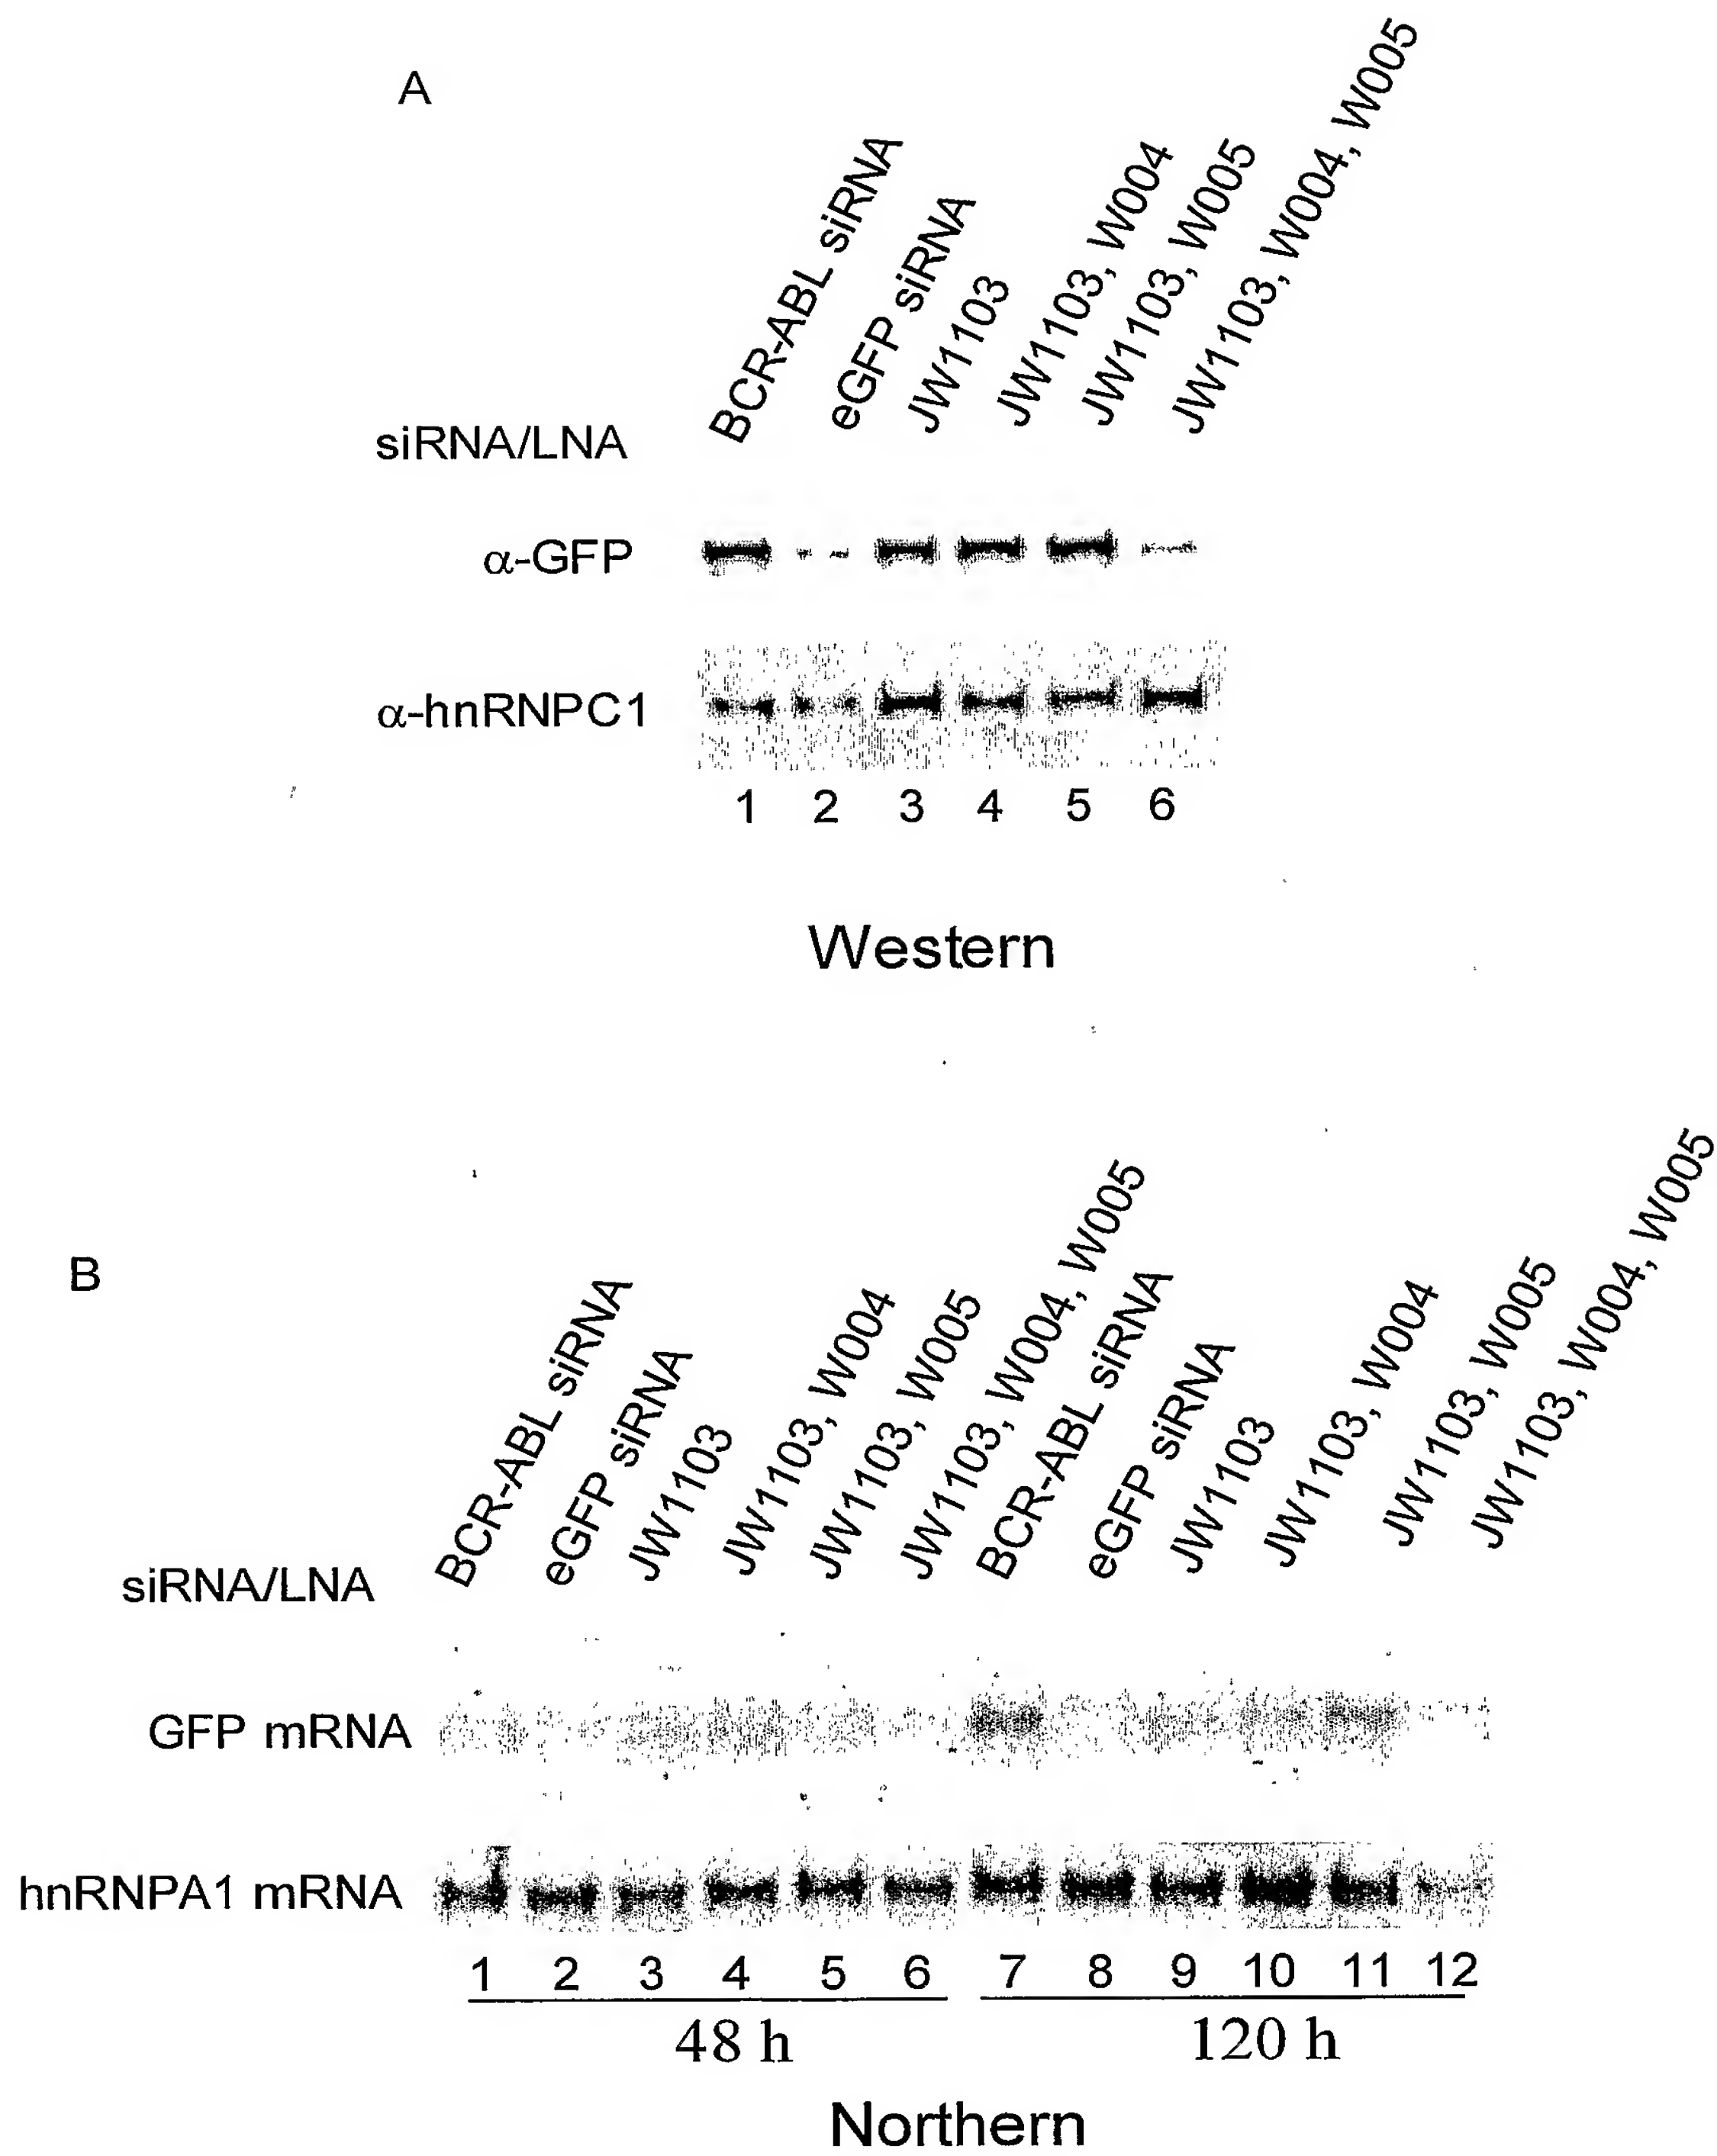 A
BCR-ABL siRNA
eGFP siRNA
JW1103
JW1103, W004
JW1103, W005
JW1103, W004, W005
siRNA/LNA
α-GFP
α-hnRNPC1
1 2 3 4 5 6
Western
B
BCR-ABL siRNA
eGFP siRNA
JW1103
JW1103, W004
JW1103, W005
JW1103, W004, W005
BCR-ABL siRNA
eGFP siRNA
JW1103
JW1103, W004
JW1103, W005
JW1103, W004, W005
siRNA/LNA
GFP mRNA
hnRNPA1 mRNA
1 2 3 4 5 6 7 8 9 10 11 12
48 h 120 h
Northern